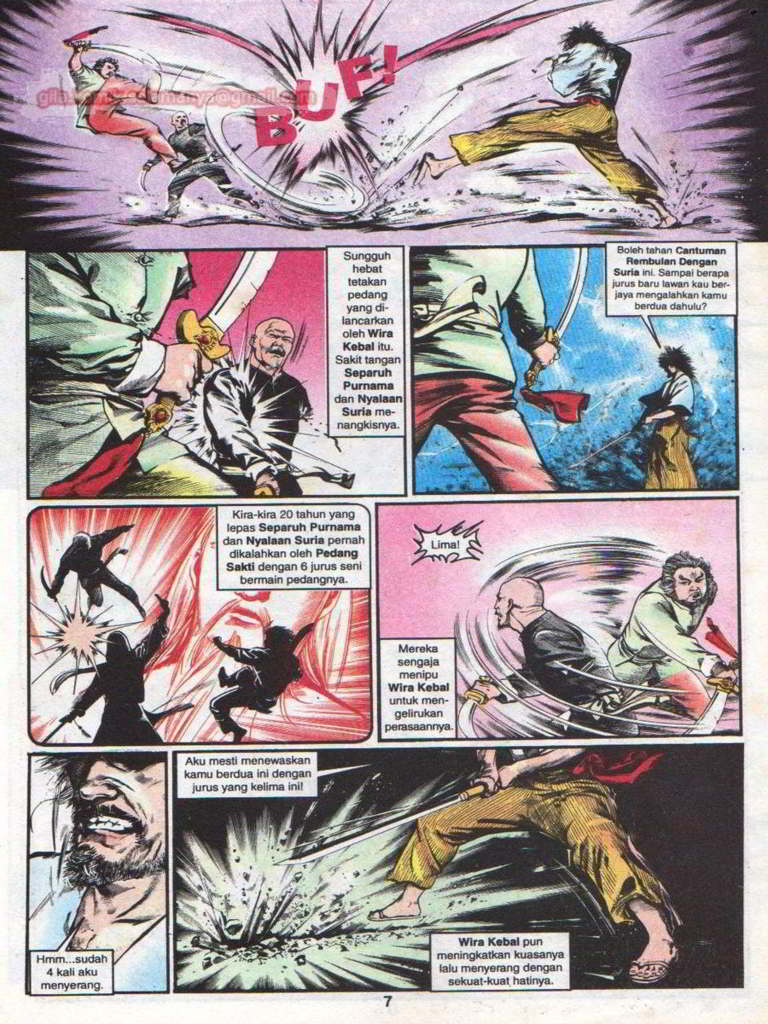 BUF!
Sungguh
hebat
tetakan
pedang
yang di-
lancarkan
oleh Wira
Kebal itu.
Sakit tangan
Separuh
Purnama
dan Nyalaan
Suria me-
nangkisnya.
Boleh tahan Cantuman
Rembulan Dengan
Suria ini. Sampai berapa
jurus baru lawan kau ber-
jaya mengalahkan kamu
berdua dahulu?
Kira-kira 20 tahun yang
lepas Separuh Purnama
dan Nyalaan Suria pernah
dikalahkan oleh Pedang
Sakti dengan 6 jurus seni
bermain pedangnya.
Lima!
Mereka
sengaja
menipu
Wira Kebal
untuk men-
gelirukan
perasaannya.
Hmm...sudah
4 kali aku
menyerang.
Aku mesti menewaskan
kamu berdua ini dengan
jurus yang kelima ini!
Wira Kebal pun
meningkatkan kuasanya
lalu menyerang dengan
sekuat-kuat hatinya.
7